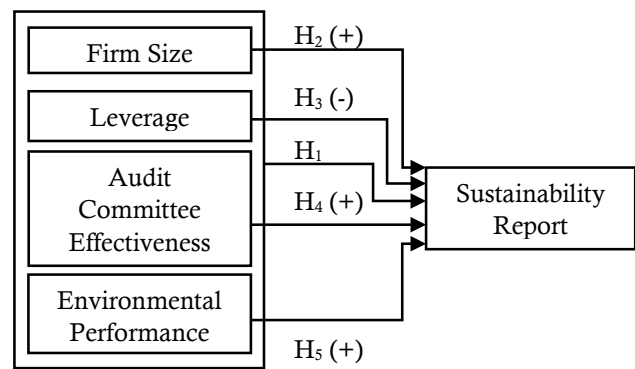 Firm Size
Leverage
Audit
Committee
Effectiveness
Environmental
Performance
H₂ (+)
H₃ (-)
H₁
H₄ (+)
H₅ (+)
Sustainability
Report